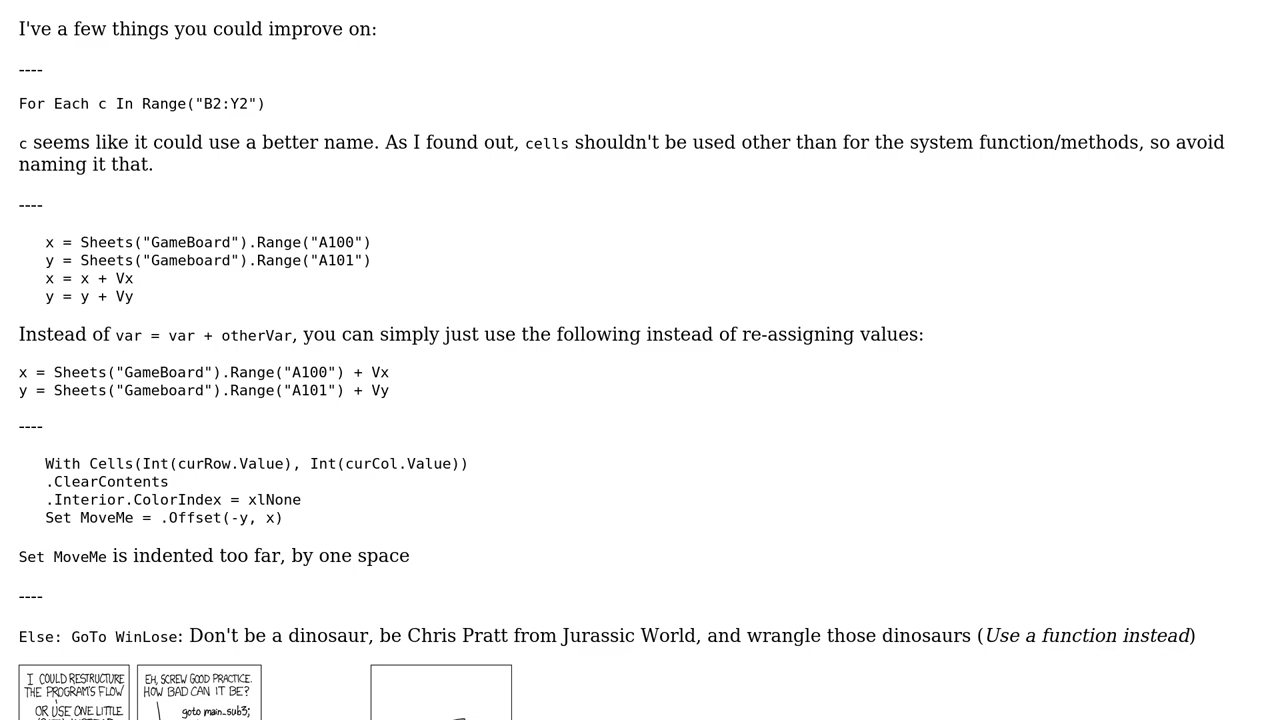 I've a few things you could improve on:
----
For Each c In Range("B2:Y2")
c seems like it could use a better name. As I found out, cells shouldn't be used other than for the system function/methods, so avoid
naming it that.
----
x = Sheets("GameBoard").Range("A100")
y = Sheets("Gameboard").Range("A101")
x = x + Vx
y = y + Vy
Instead of var = var + otherVar, you can simply just use the following instead of re-assigning values:
x = Sheets("GameBoard").Range("A100") + Vx
y = Sheets("Gameboard").Range("A101") + Vy
----
With Cells(Int(curRow.Value), Int(curCol.Value))
.ClearContents
.Interior.ColorIndex = xlNone
Set MoveMe = .Offset(-y, x)
Set MoveMe is indented too far, by one space
----
Else: GoTo WinLose: Don't be a dinosaur, be Chris Pratt from Jurassic World, and wrangle those dinosaurs (Use a function instead)
I COULD RESTRUCTURE
THE PROGRAM'S FLOW
OR USE ONE LITTLE
EH, SCREW GOOD PRACTICE.
HOW BAD CAN IT BE?
goto main_sub3;